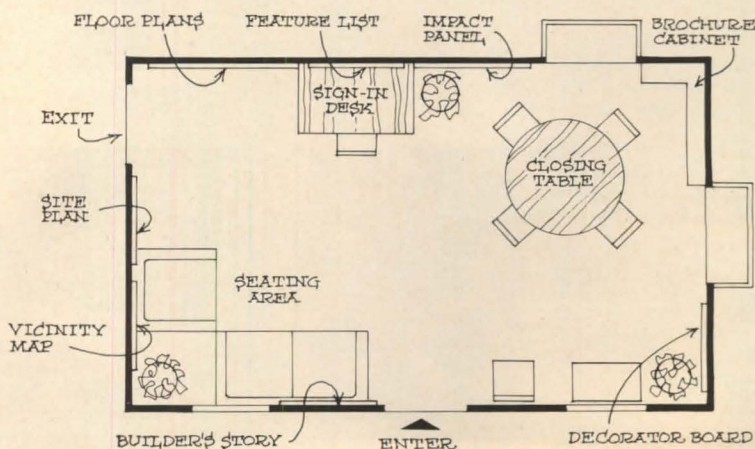 FLOOR PLANS
FEATURE LIST
IMPACT
PANEL
BROCHURE
CABINET
SIGN-IN
DESK
EXIT
CLOSING
TABLE
SITE
PLAN
SEATING
AREA
VICINITY
MAP
BUILDER'S STORY
ENTER
DECORATOR BOARD